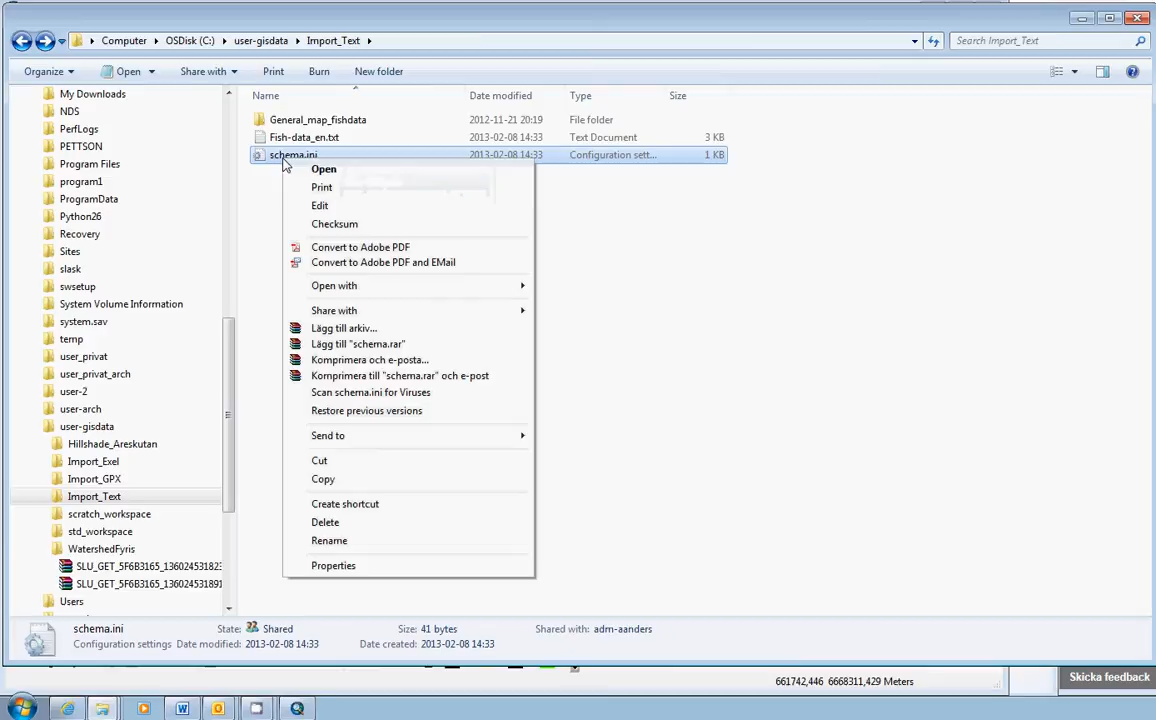 Computer ▸ OSDisk (C:) ▸ user-gisdata ▸ Import_Text ▸
Search Import_Text
Organize Open Share with Print Burn New folder
Name Date modified Type Size
My Downloads
NDS
PerfLogs
PETTSON
Program Files
program1
ProgramData
Python26
Recovery
Sites
slask
swsetup
System Volume Information
system.sav
temp
user_privat
user_privat_arch
user-2
user-arch
user-gisdata
Hillshade_Areskutan
Import_Exel
Import_GPX
Import_Text
scratch_workspace
std_workspace
WatershedFyris
SLU_GET_5F6B3165_136024531823
SLU_GET_5F6B3165_136024531891
Users
General_map_fishdata 2012-11-21 20:19 File folder
Fish-data_en.txt 2013-02-08 14:33 Text Document 3 KB
schema.ini 2013-02-08 14:33 Configuration sett... 1 KB
Open
Print
Edit
Checksum
Convert to Adobe PDF
Convert to Adobe PDF and EMail
Open with
Share with
Lägg till arkiv...
Lägg till "schema.rar"
Komprimera och e-posta...
Komprimera till "schema.rar" och e-post
Scan schema.ini for Viruses
Restore previous versions
Send to
Cut
Copy
Create shortcut
Delete
Rename
Properties
schema.ini State: Shared Size: 41 bytes Shared with: adm-aanders
Configuration settings Date modified: 2013-02-08 14:33 Date created: 2013-02-08 14:33
661742,446 6668311,429 Meters
Skicka feedback